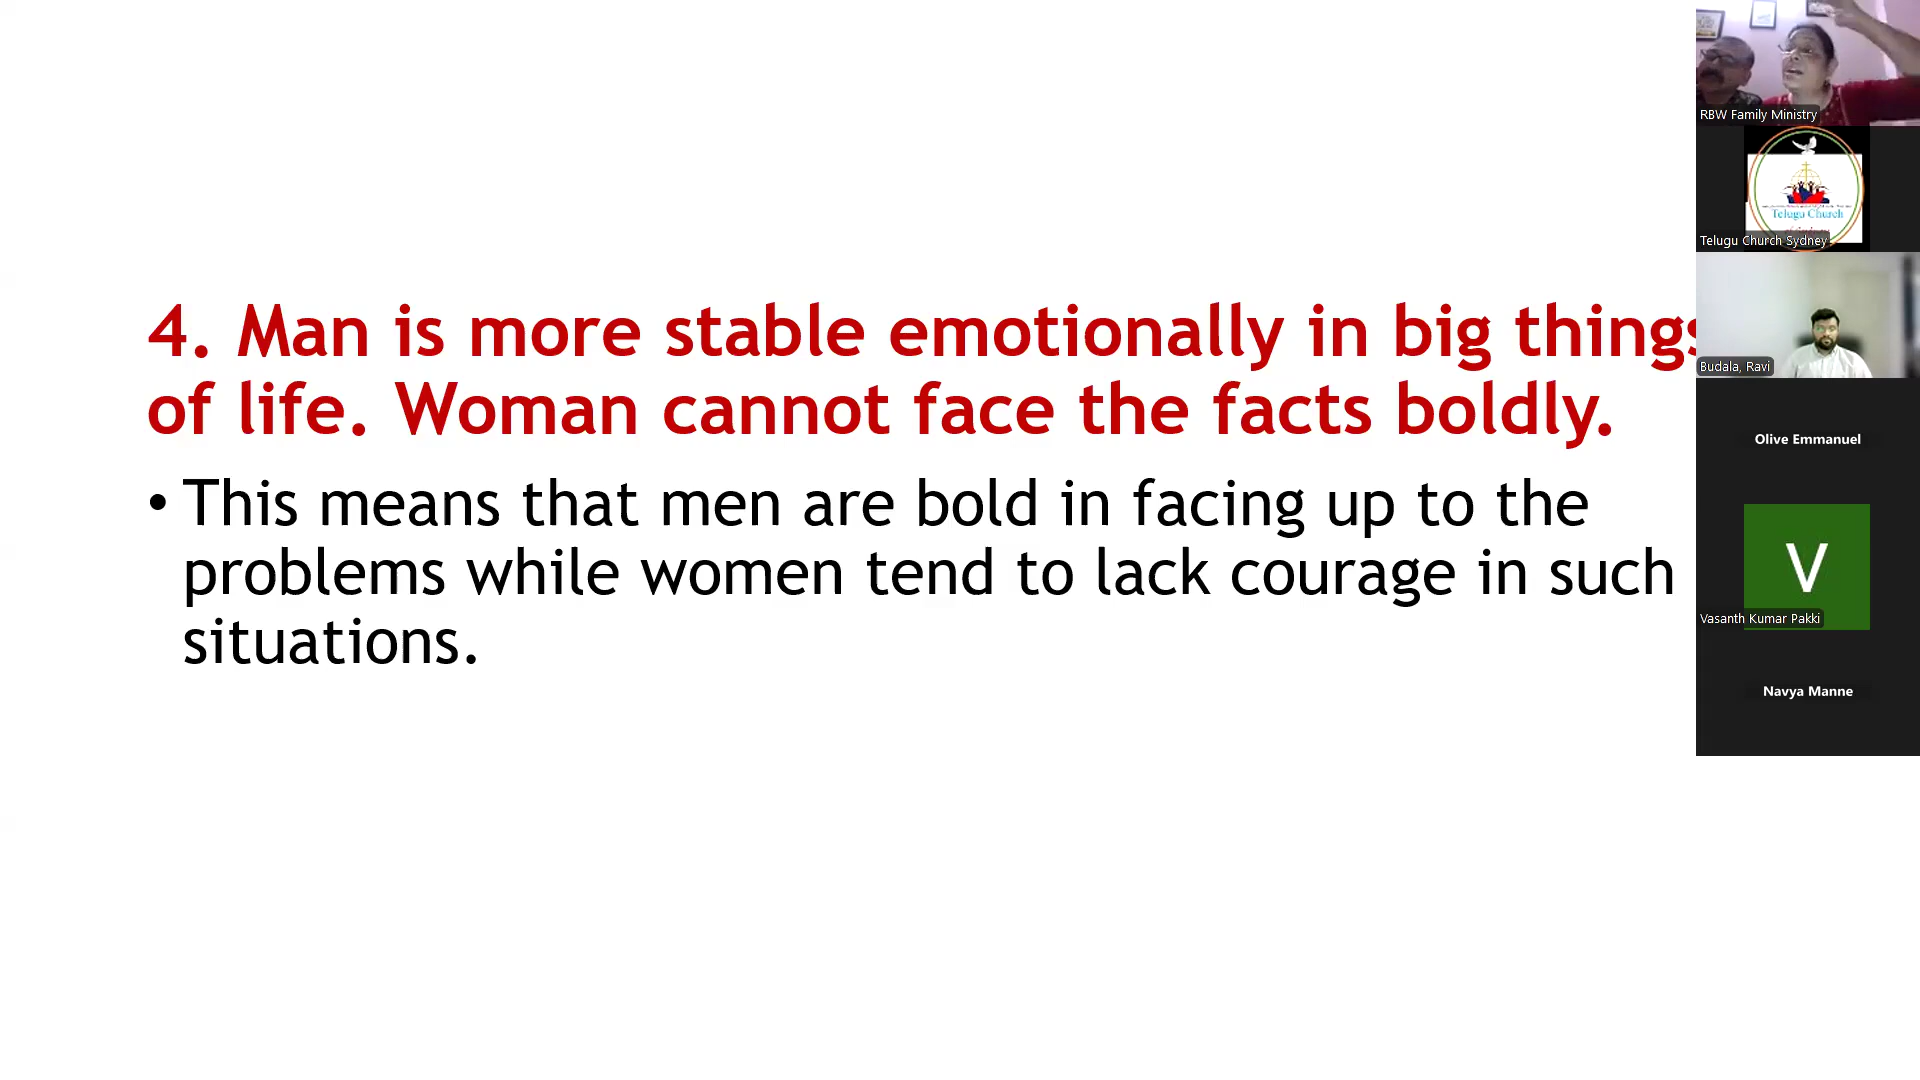 4. Man is more stable emotionally in big things
of life. Woman cannot face the facts boldly.
• This means that men are bold in facing up to the
problems while women tend to lack courage in such
situations.
RBW Family Ministry
Telugu Church
Telugu Church Sydney
Budala, Ravi
Olive Emmanuel
V
Vasanth Kumar Pakki
Navya Manne